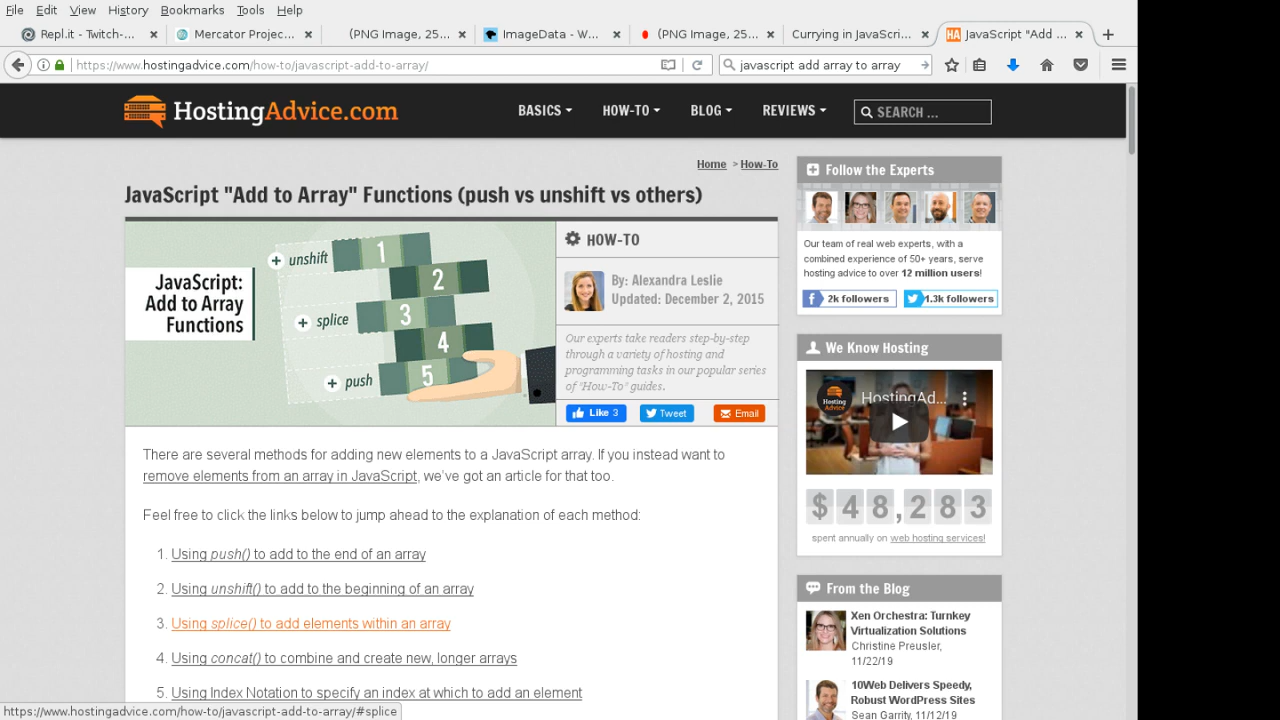 File Edit View History Bookmarks Tools Help
Repl.it - Twitch-... × Mercator Projec... × (PNG Image, 25... × ImageData - W... × (PNG Image, 25... × Currying in JavaScri... × JavaScript "Add ... × +
https://www.hostingadvice.com/how-to/javascript-add-to-array/ javascript add array to array
HostingAdvice.com
BASICS HOW-TO BLOG REVIEWS SEARCH ...
Home > How-To
JavaScript "Add to Array" Functions (push vs unshift vs others)
JavaScript:
Add to Array
Functions
+ unshift 1
2
+ splice 3
4
+ push 5
HOW-TO
By: Alexandra Leslie
Updated: December 2, 2015
Our experts take readers step-by-step
through a variety of hosting and
programming tasks in our popular series
of "How-To" guides.
Like 3 Tweet Email
There are several methods for adding new elements to a JavaScript array. If you instead want to
remove elements from an array in JavaScript, we've got an article for that too.
Feel free to click the links below to jump ahead to the explanation of each method:
1. Using push() to add to the end of an array
2. Using unshift() to add to the beginning of an array
3. Using splice() to add elements within an array
4. Using concat() to combine and create new, longer arrays
5. Using Index Notation to specify an index at which to add an element
Follow the Experts
Our team of real web experts, with a
combined experience of 50+ years, serve
hosting advice to over 12 million users!
2k followers 1.3k followers
We Know Hosting
Hosting Advice
HostingAd...
$48,283
spent annually on web hosting services!
From the Blog
Xen Orchestra: Turnkey
Virtualization Solutions
Christine Preusler,
11/22/19
10Web Delivers Speedy,
Robust WordPress Sites
Sean Garrity, 11/12/19
https://www.hostingadvice.com/how-to/javascript-add-to-array/#splice